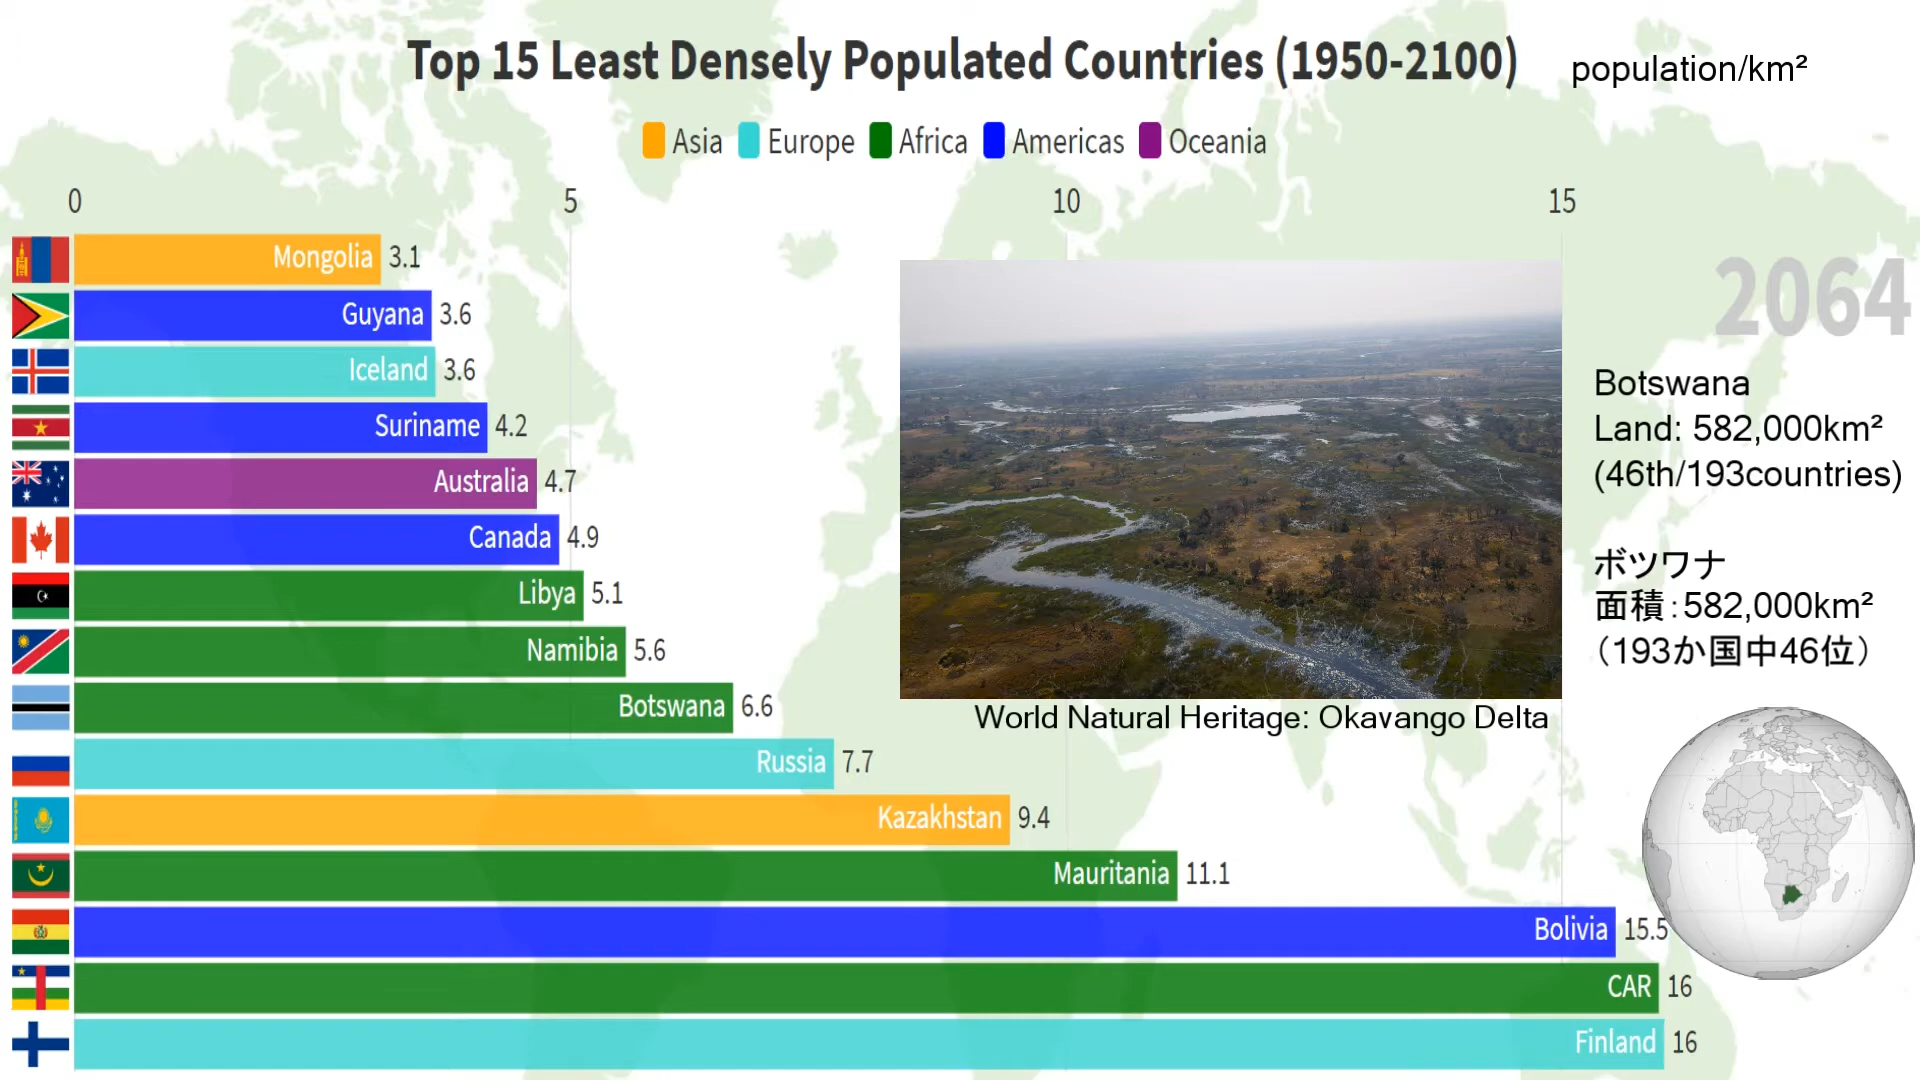 Top 15 Least Densely Populated Countries (1950-2100)
population/km²
Asia Europe Africa Americas Oceania
0 5 10 15
Mongolia 3.1
Guyana 3.6
Iceland 3.6
Suriname 4.2
Australia 4.7
Canada 4.9
Libya 5.1
Namibia 5.6
Botswana 6.6
Russia 7.7
Kazakhstan 9.4
Mauritania 11.1
Bolivia 15.5
CAR 16
Finland 16
World Natural Heritage: Okavango Delta
2064
Botswana
Land: 582,000km²
(46th/193countries)
ボツワナ
面積:582,000km²
（193か国中46位）